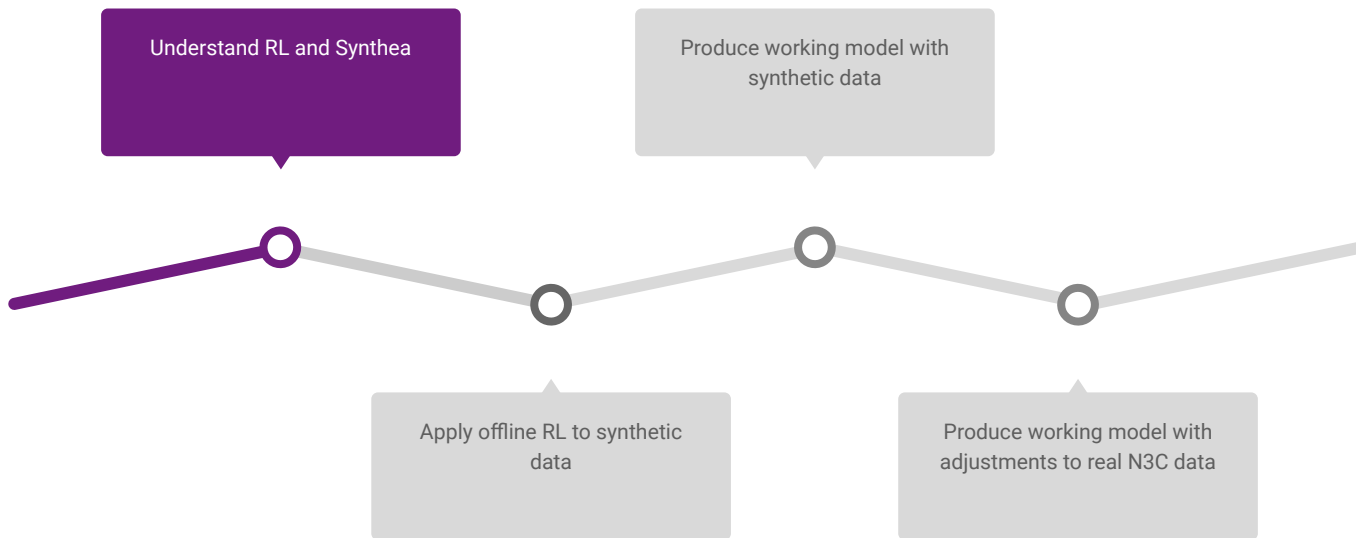 Understand RL and Synthea
Produce working model with
synthetic data
Apply offline RL to synthetic
data
Produce working model with
adjustments to real N3C data